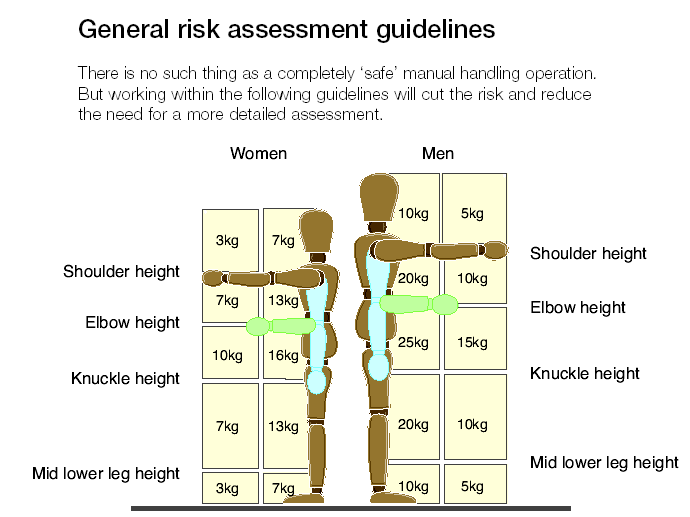 General risk assessment guidelines
There is no such thing as a completely ‘safe’ manual handling operation.
But working within the following guidelines will cut the risk and reduce
the need for a more detailed assessment.
Women Men
3kg 7kg 10kg 5kg
Shoulder height Shoulder height
7kg 13kg 20kg 10kg
Elbow height Elbow height
10kg 16kg 25kg 15kg
Knuckle height Knuckle height
7kg 13kg 20kg 10kg
Mid lower leg height Mid lower leg height
3kg 7kg 10kg 5kg